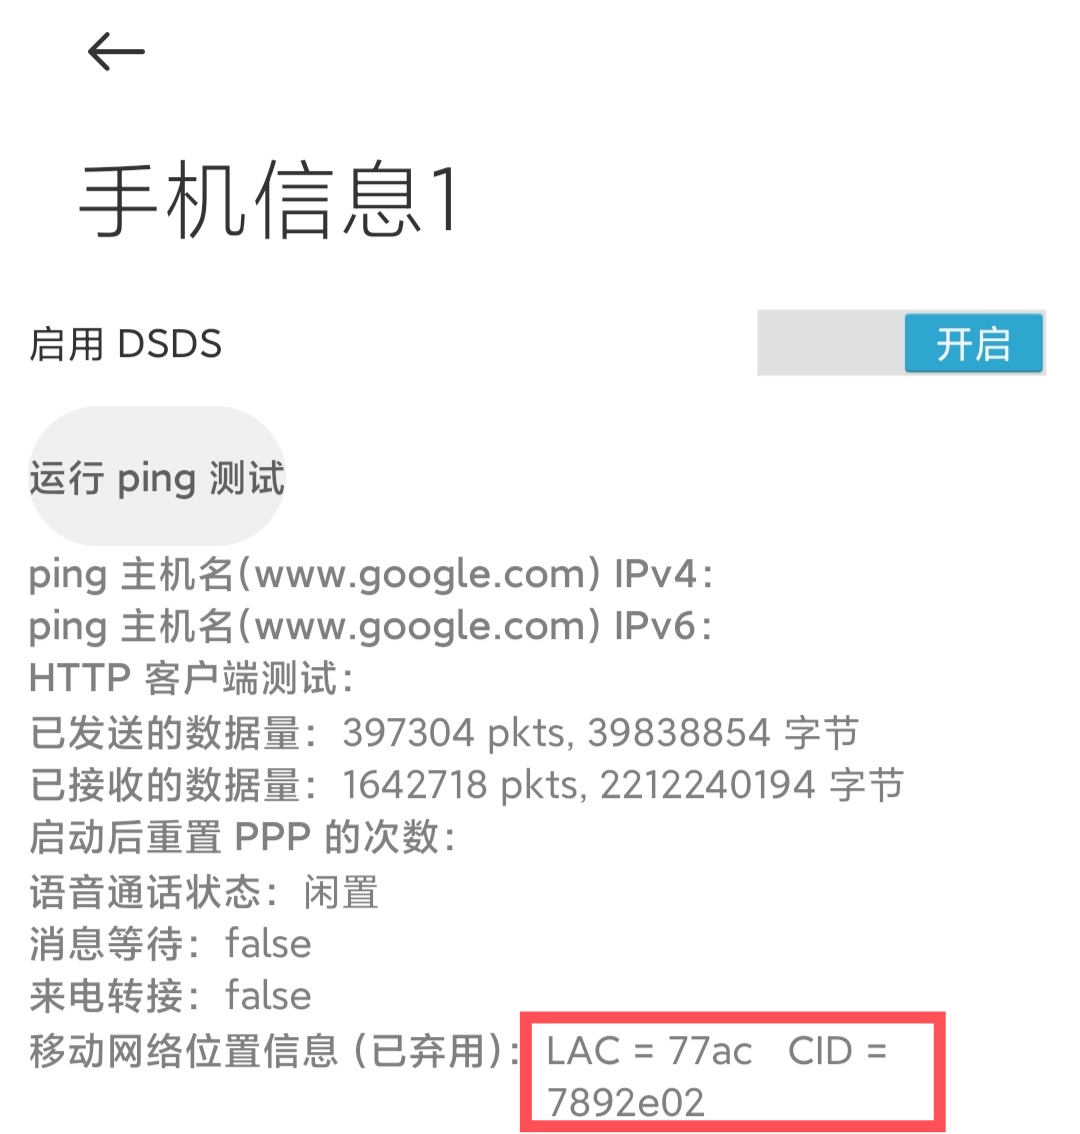 手机信息1
启用 DSDS
开启
运行 ping 测试
ping 主机名(www.google.com) IPv4：
ping 主机名(www.google.com) IPv6：
HTTP 客户端测试：
已发送的数据量：397304 pkts, 39838854 字节
已接收的数据量：1642718 pkts, 2212240194 字节
启动后重置 PPP 的次数：
语音通话状态：闲置
消息等待：false
来电转接：false
移动网络位置信息（已弃用）：LAC = 77ac CID =
7892e02